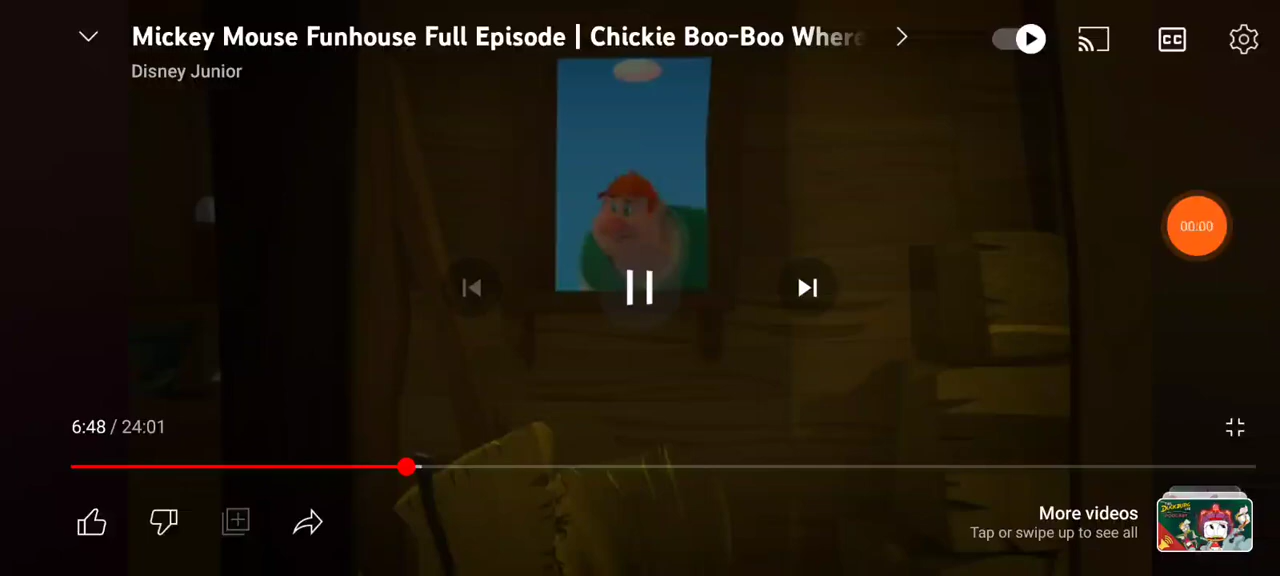 Mickey Mouse Funhouse Full Episode | Chickie Boo-Boo Where
Disney Junior
CC
00:00
6:48 / 24:01
More videos
Tap or swipe up to see all